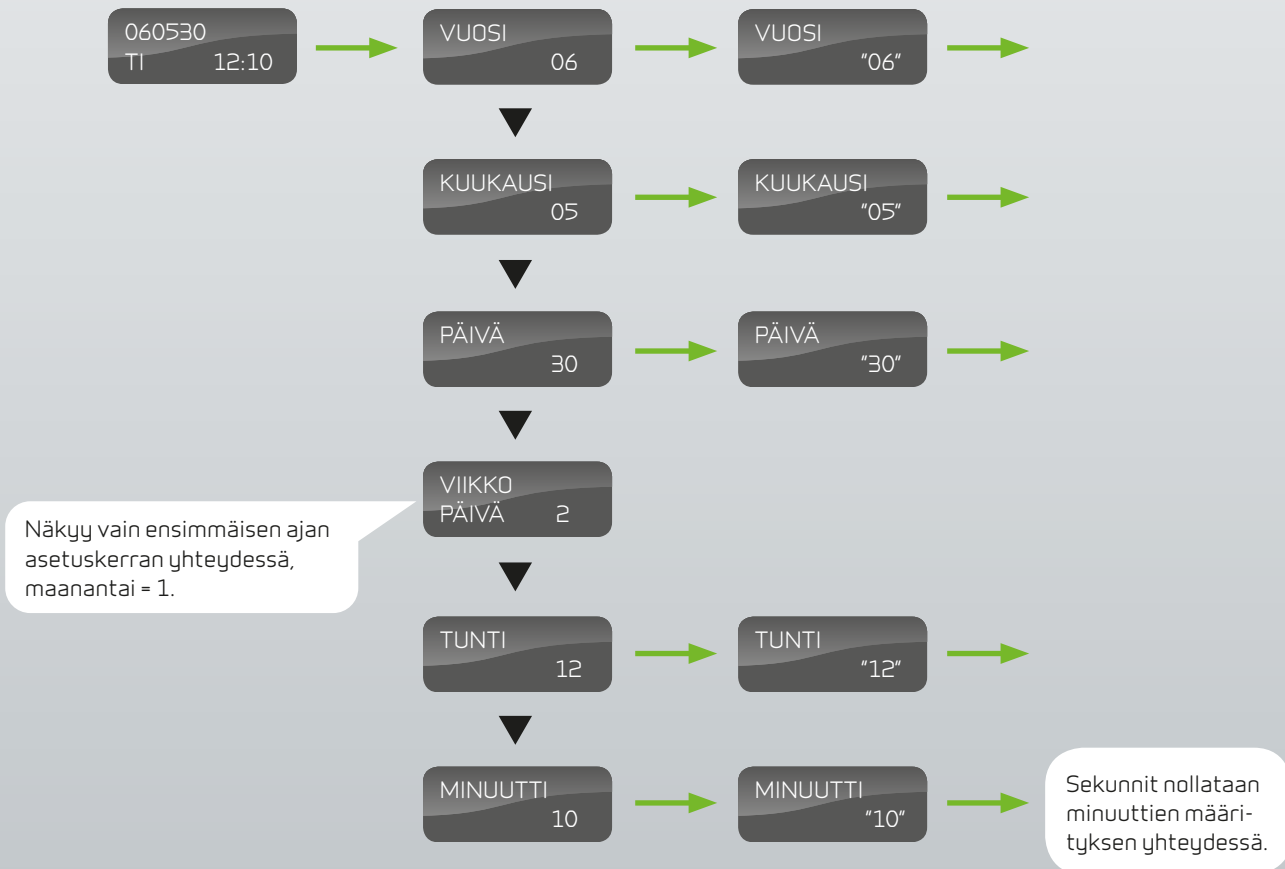 060530
TI 12:10
VUOSI
06
VUOSI
"06"
KUUKAUSI
05
KUUKAUSI
"05"
PÄIVÄ
30
PÄIVÄ
"30"
VIIKKO
PÄIVÄ 2
Näkyy vain ensimmäisen ajan
asetuskerran yhteydessä,
maanantai = 1.
TUNTI
12
TUNTI
"12"
MINUUTTI
10
MINUUTTI
"10"
Sekunnit nollataan
minuuttien määri-
tyksen yhteydessä.